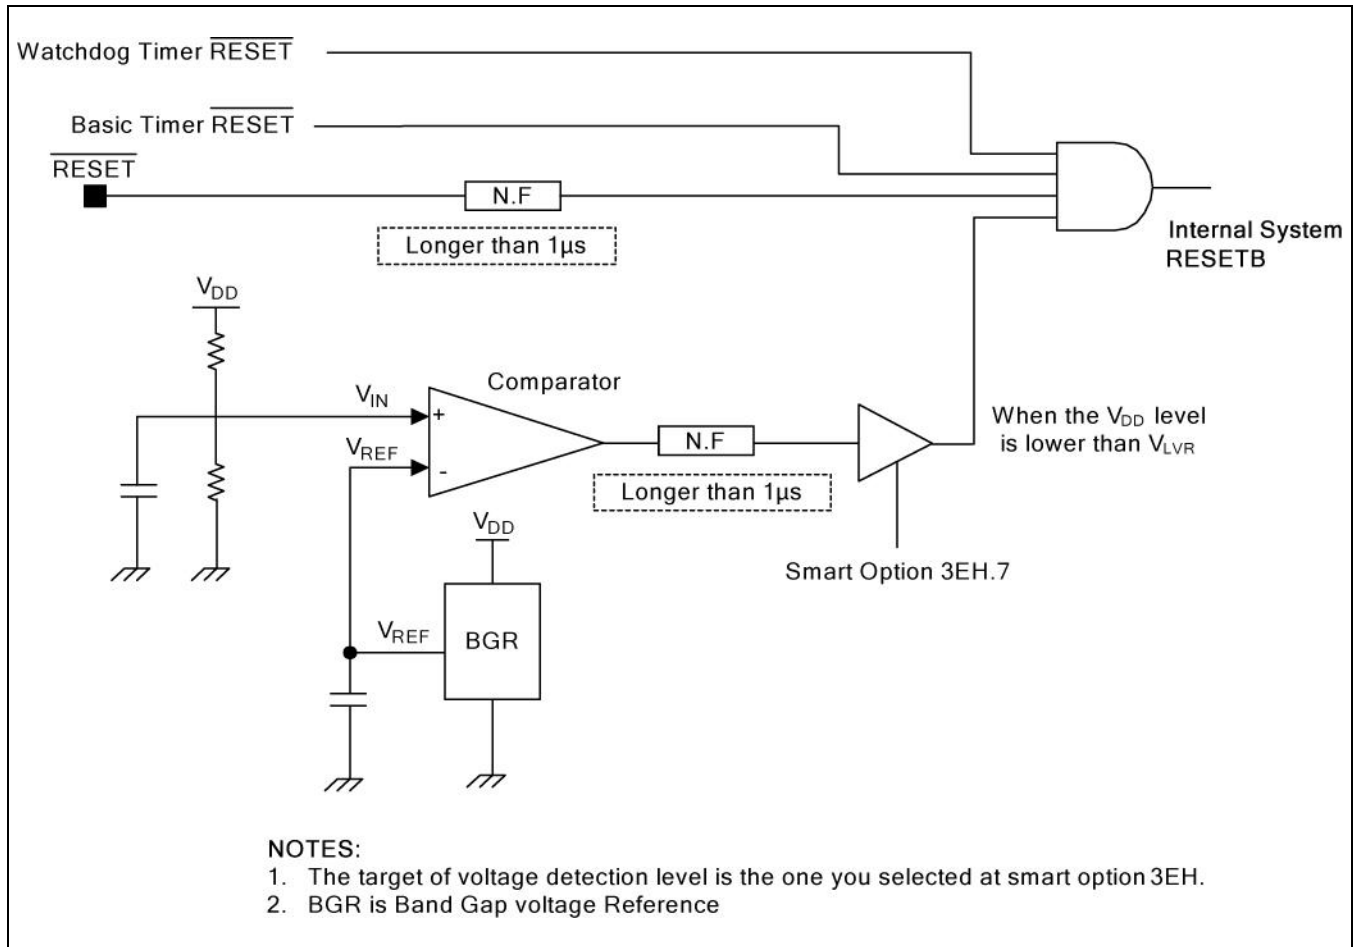 Watchdog Timer RESET
Basic Timer RESET
RESET
N.F
Longer than 1µs
Internal System
RESETB
VDD
Comparator
VIN
+
VREF
-
N.F
Longer than 1µs
When the VDD level
is lower than VLVR
VDD
Smart Option 3EH.7
VREF
BGR
NOTES:
1. The target of voltage detection level is the one you selected at smart option 3EH.
2. BGR is Band Gap voltage Reference